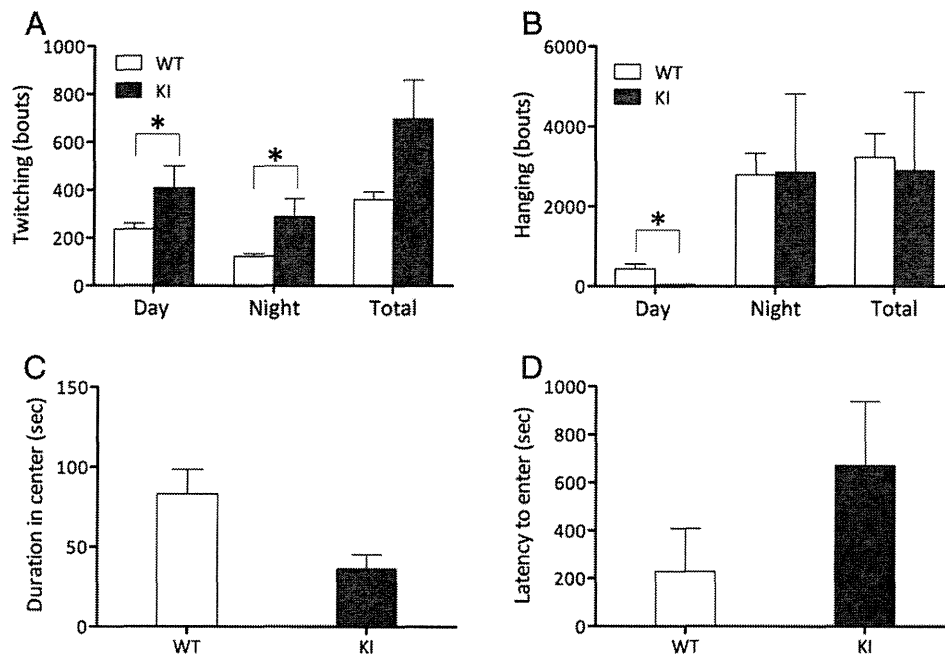 A
Twitching (bouts)
1000
800
600
400
200
0
WT
KI
*
*
Day Night Total
B
Hanging (bouts)
6000
4000
2000
0
WT
KI
*
Day Night Total
C
Duration in center (sec)
150
100
50
0
WT KI
D
Latency to enter (sec)
1000
800
600
400
200
0
WT KI